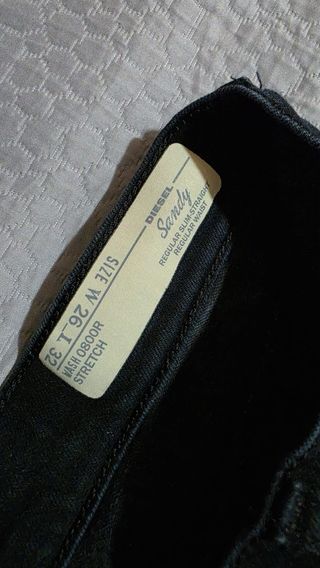 DIESEL
Sandy
REGULAR SLIM-STRAIGHT
REGULAR WAIST
SIZE W 26 L 32
WASH 0800R
STRETCH